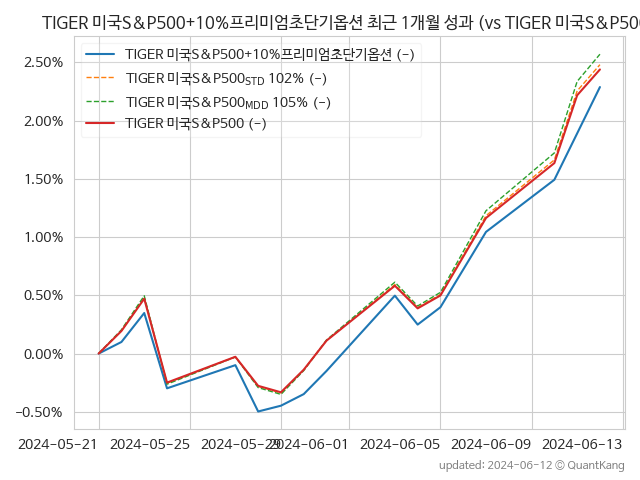 TIGER 미국S&P500+10%프리미엄초단기옵션 최근 1개월 성과 (vs TIGER 미국S&P500
TIGER 미국S&P500+10%프리미엄초단기옵션 (-)
TIGER 미국S&P500STD 102% (-)
TIGER 미국S&P500MDD 105% (-)
TIGER 미국S&P500 (-)
2.50%
2.00%
1.50%
1.00%
0.50%
0.00%
-0.50%
2024-05-21 2024-05-25 2024-05-29 2024-06-01 2024-06-05 2024-06-09 2024-06-13
updated: 2024-06-12 © QuantKang